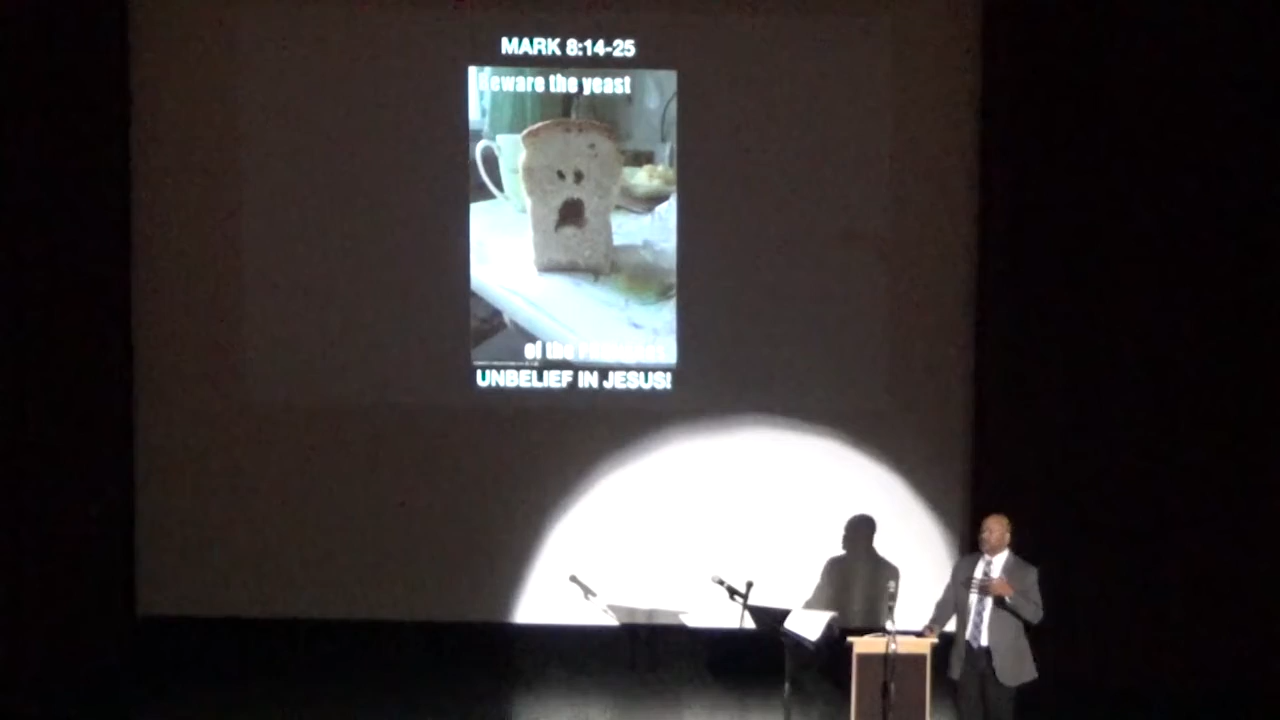 MARK 8:14-25
Beware the yeast
of the
UNBELIEF IN JESUS!